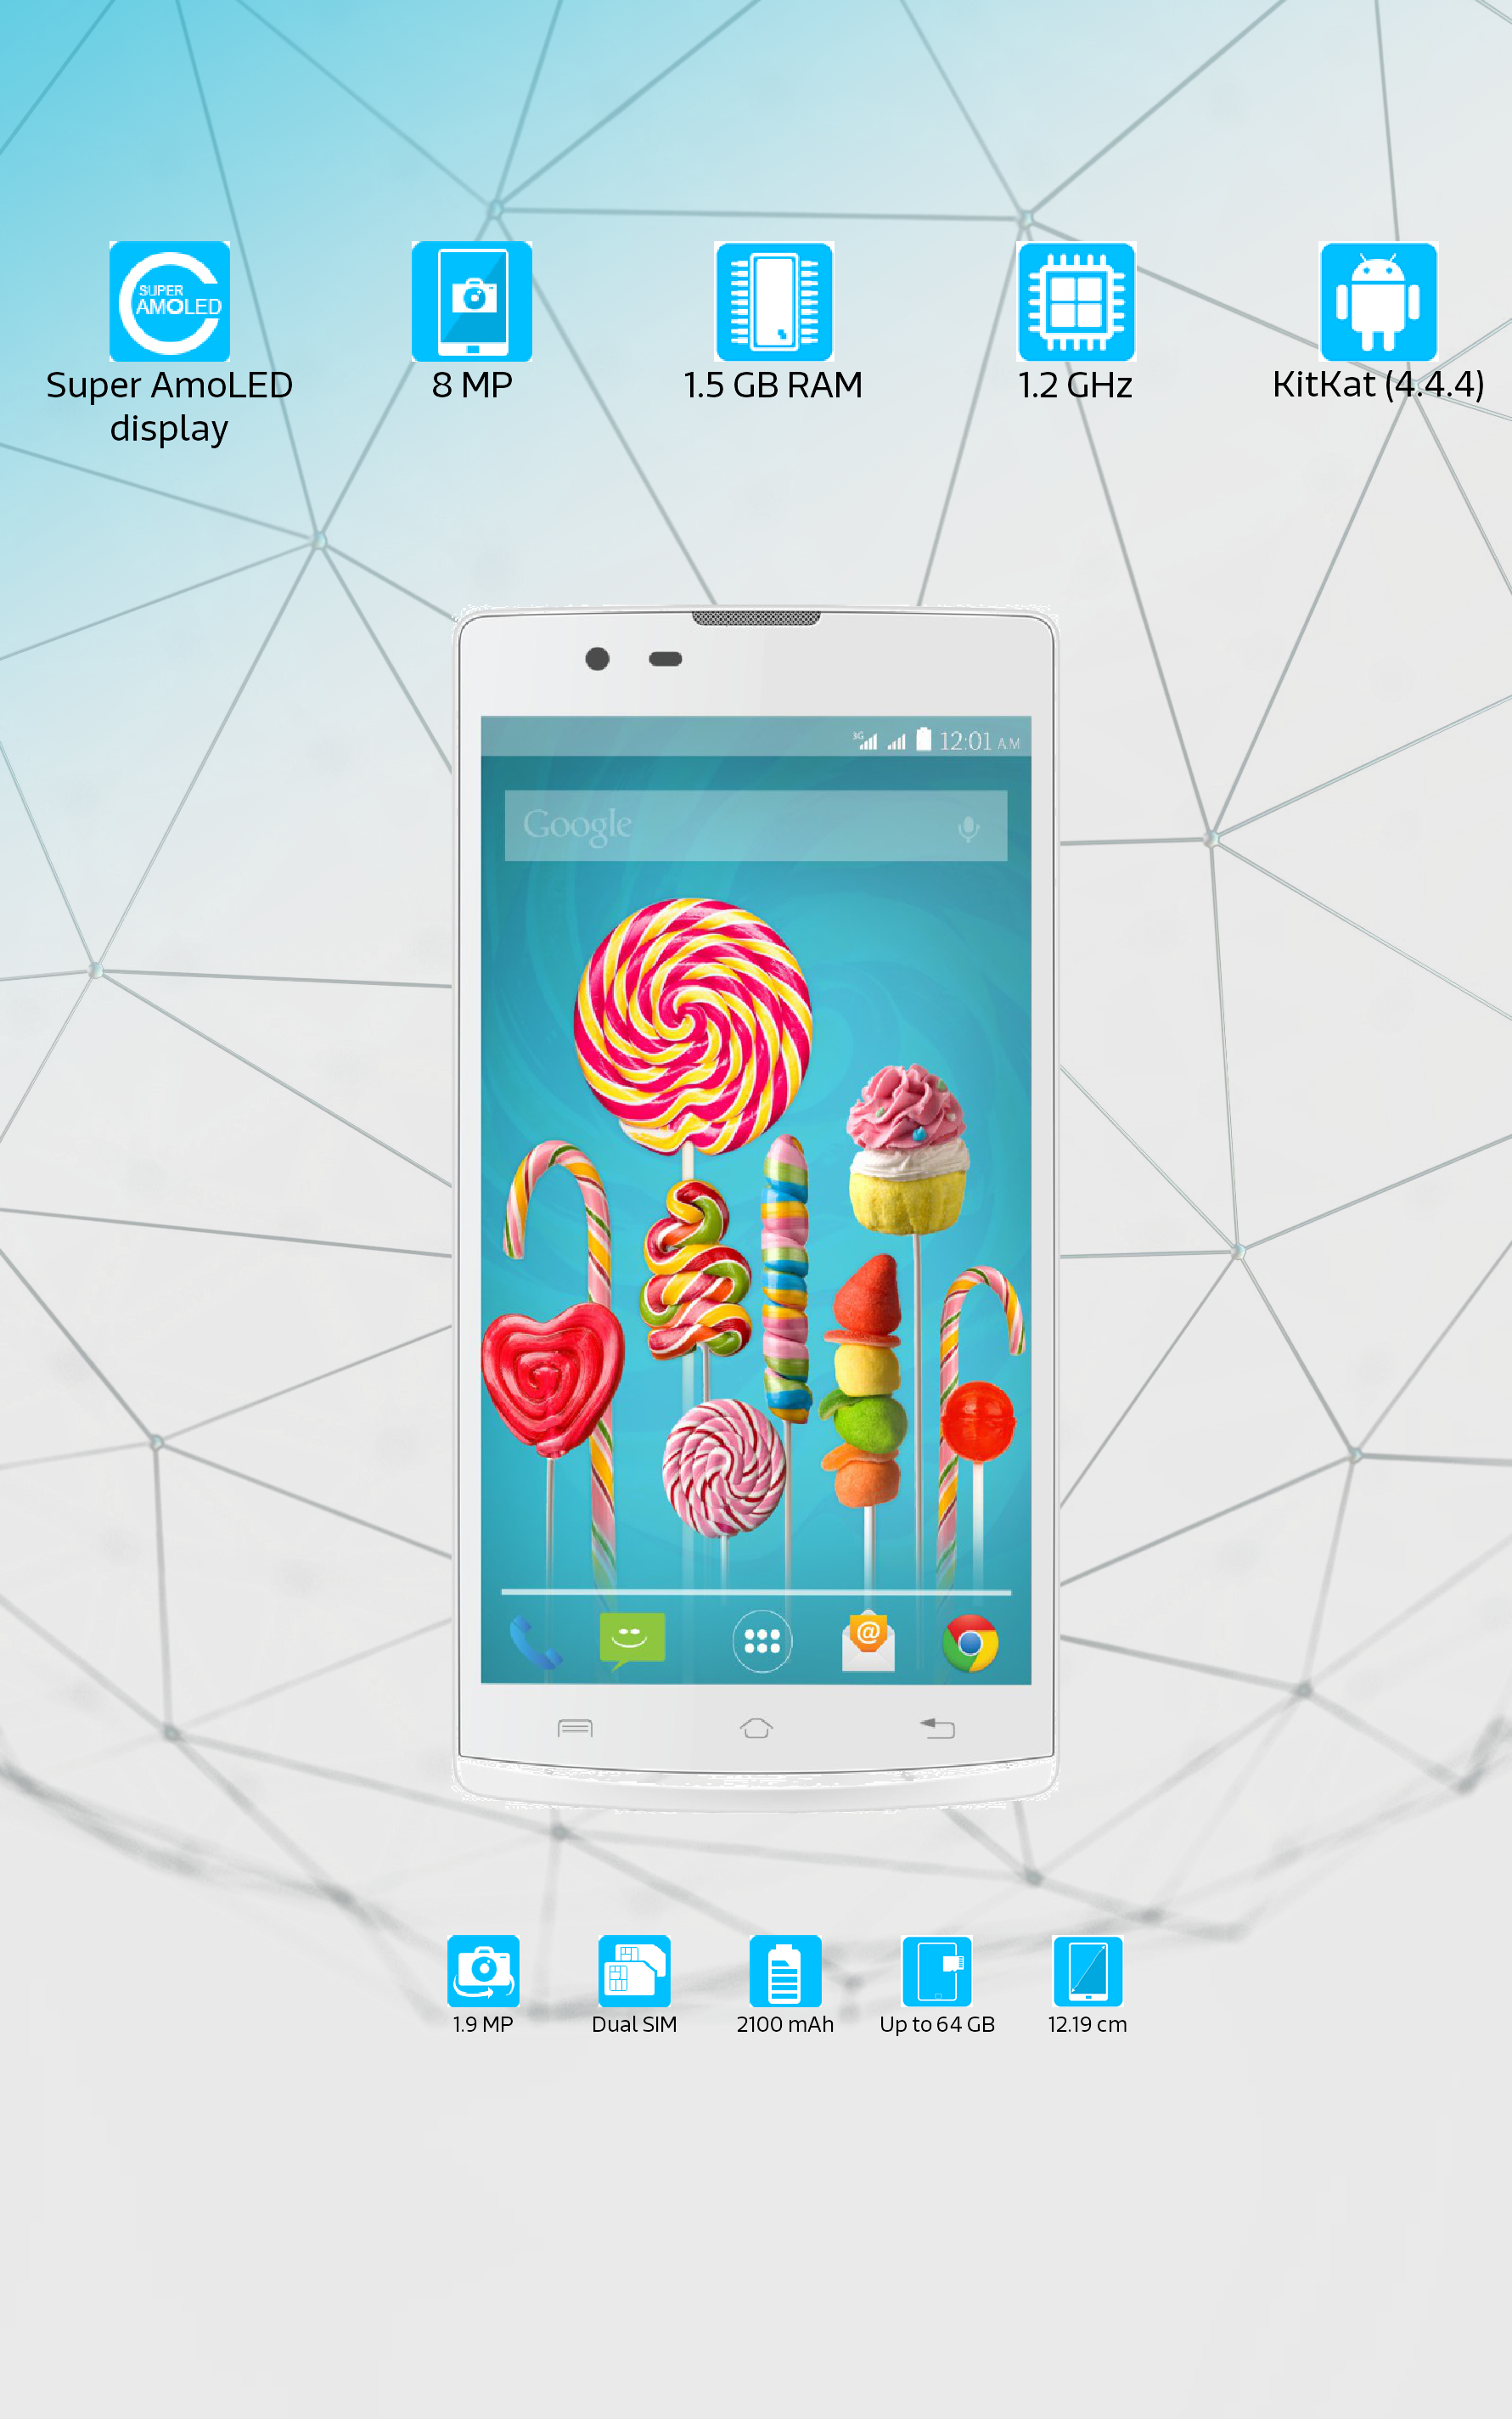 SUPER
AMOLED
Super AmoLED
display
8 MP
1.5 GB RAM
1.2 GHz
KitKat (4.4.4)
3G
12:01 AM
Google
@
1.9 MP
Dual SIM
2100 mAh
Up to 64 GB
12.19 cm